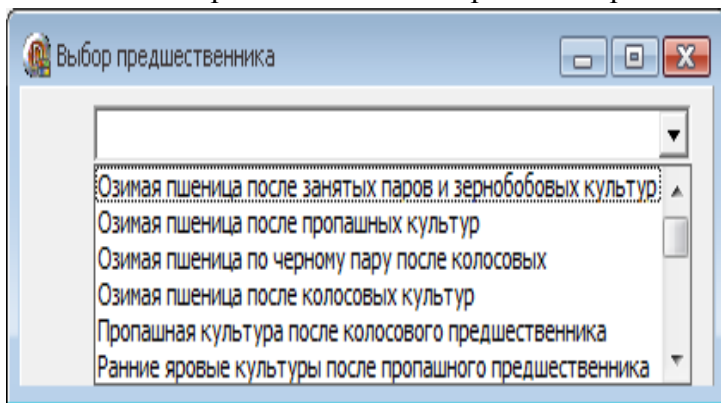 Выбор предшественника
Озимая пшеница после занятых паров и зернобобовых культур
Озимая пшеница после пропашных культур
Озимая пшеница по черному пару после колосовых
Озимая пшеница после колосовых культур
Пропашная культура после колосового предшественника
Ранние яровые культуры после пропашного предшественника